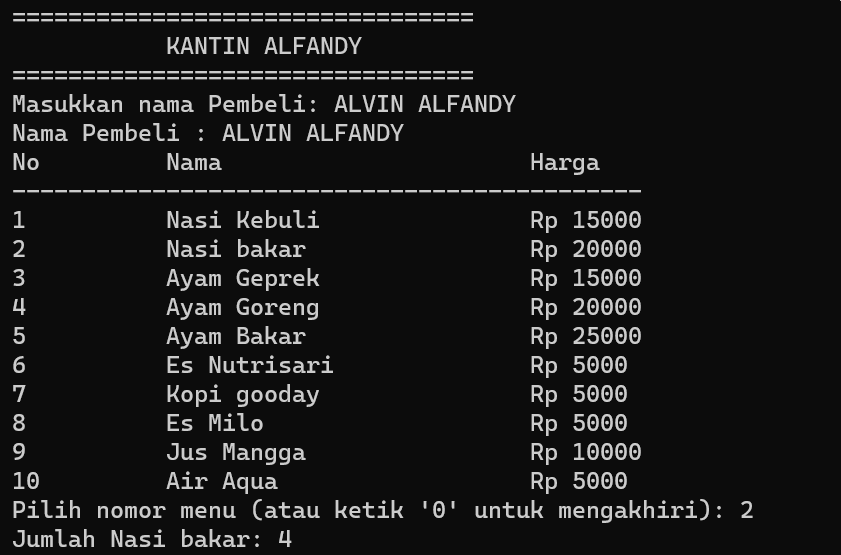 =================================
KANTIN ALFANDY
=================================
Masukkan nama Pembeli: ALVIN ALFANDY
Nama Pembeli : ALVIN ALFANDY
No Nama Harga
---------------------------------------------
1 Nasi Kebuli Rp 15000
2 Nasi bakar Rp 20000
3 Ayam Geprek Rp 15000
4 Ayam Goreng Rp 20000
5 Ayam Bakar Rp 25000
6 Es Nutrisari Rp 5000
7 Kopi gooday Rp 5000
8 Es Milo Rp 5000
9 Jus Mangga Rp 10000
10 Air Aqua Rp 5000
Pilih nomor menu (atau ketik '0' untuk mengakhiri): 2
Jumlah Nasi bakar: 4